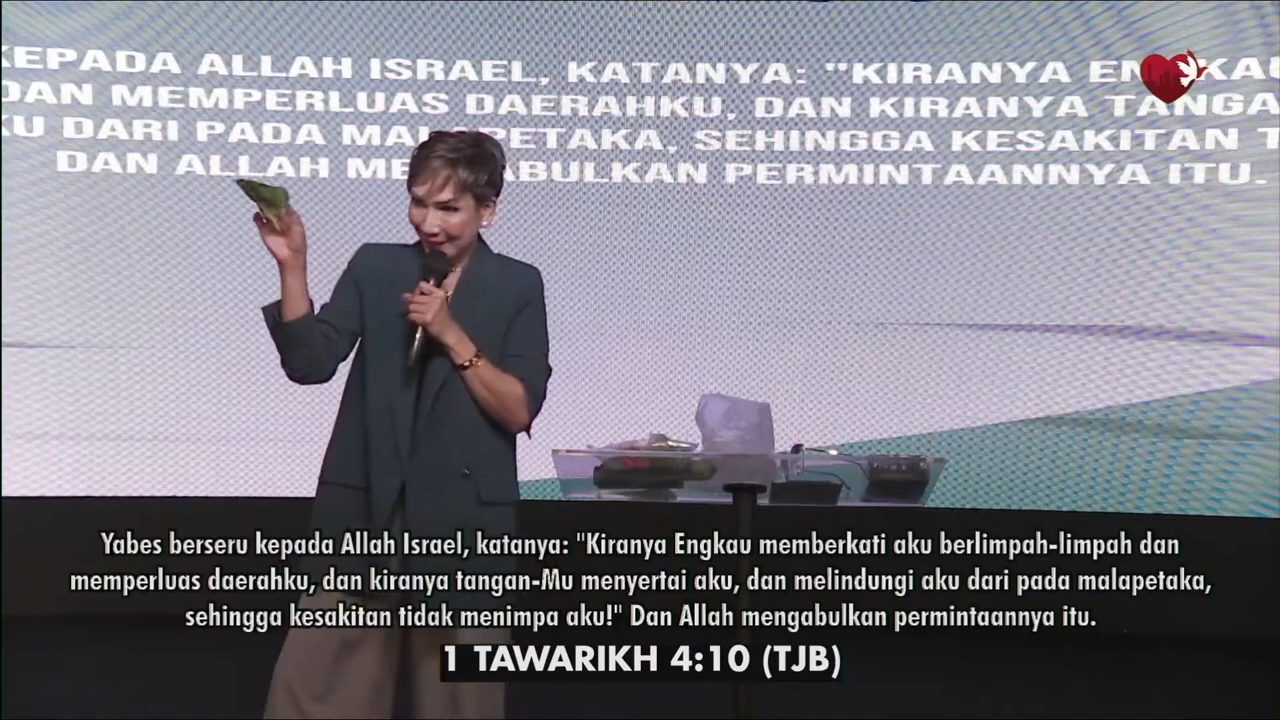 KEPADA ALLAH ISRAEL, KATANYA: "KIRANYA
DAN MEMPERLUAS DAERAHKU, DAN KIRANYA
DARI PADA SEHINGGA KESAKITAN
DAN ALLAH PERMINTAANNYA ITU.
Yabes berseru kepada Allah Israel, katanya: "Kiranya Engkau memberkati aku berlimpah-limpah dan
memperluas daerahku, dan kiranya tangan-Mu menyertai aku, dan melindungi aku dari pada malapetaka,
sehingga kesakitan tidak menimpa aku!" Dan Allah mengabulkan permintaannya itu.
1 TAWARIKH 4:10 (TJB)